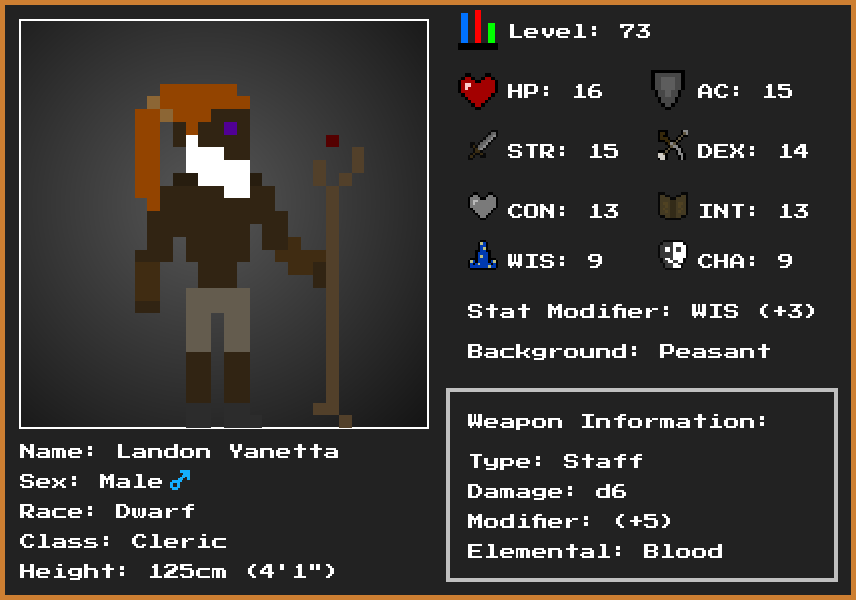 Level: 73
HP: 16
AC: 15
STR: 15
DEX: 14
CON: 13
INT: 13
WIS: 9
CHA: 9
Stat Modifier: WIS (+3)
Background: Peasant
Weapon Information:
Type: Staff
Damage: d6
Modifier: (+5)
Elemental: Blood
Name: Landon Yanetta
Sex: Male♂
Race: Dwarf
Class: Cleric
Height: 125cm (4'1")